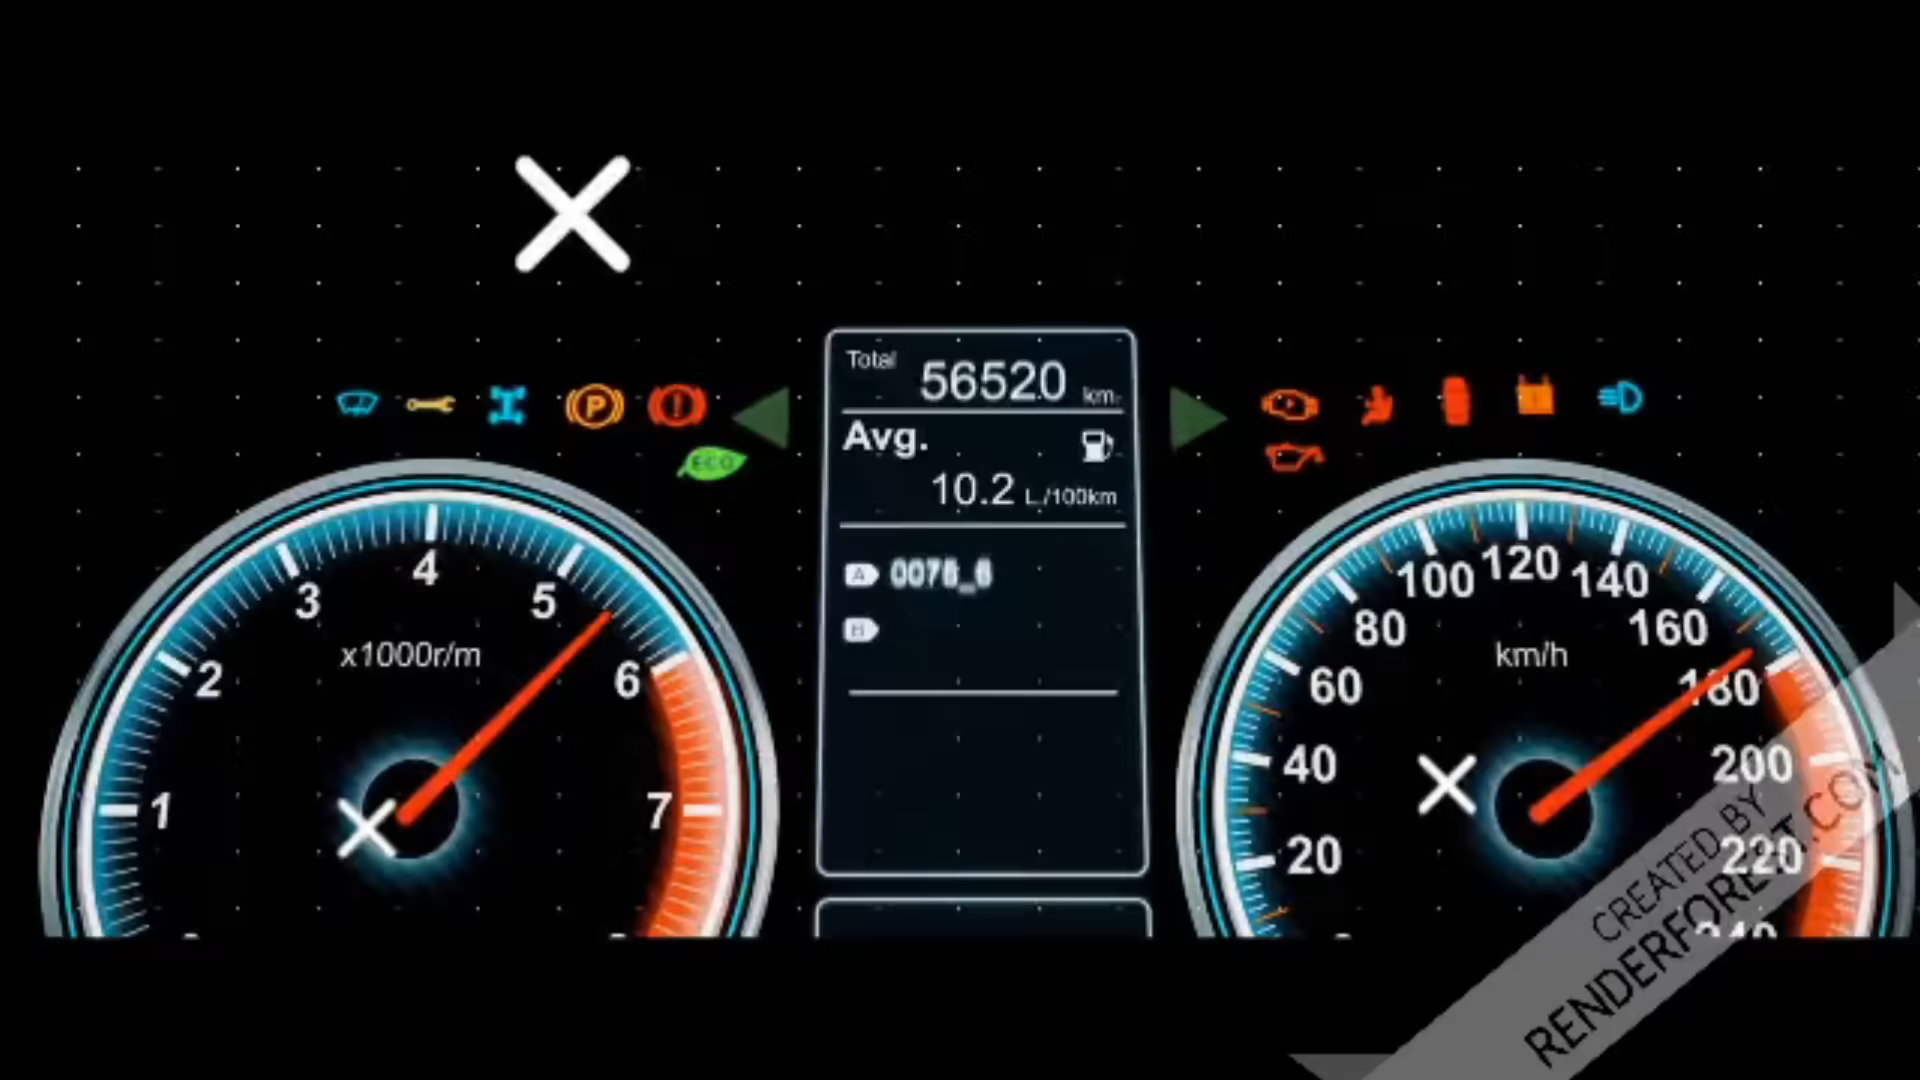 Total 56520 km
Avg.
10.2 L./100km
P
!
ECO
A
x1000r/m
1
2
3
4
5
6
7
km/h
20
40
60
80
100
120
140
160
180
200
220
240
CREATED BY
RENDERFOREST.COM